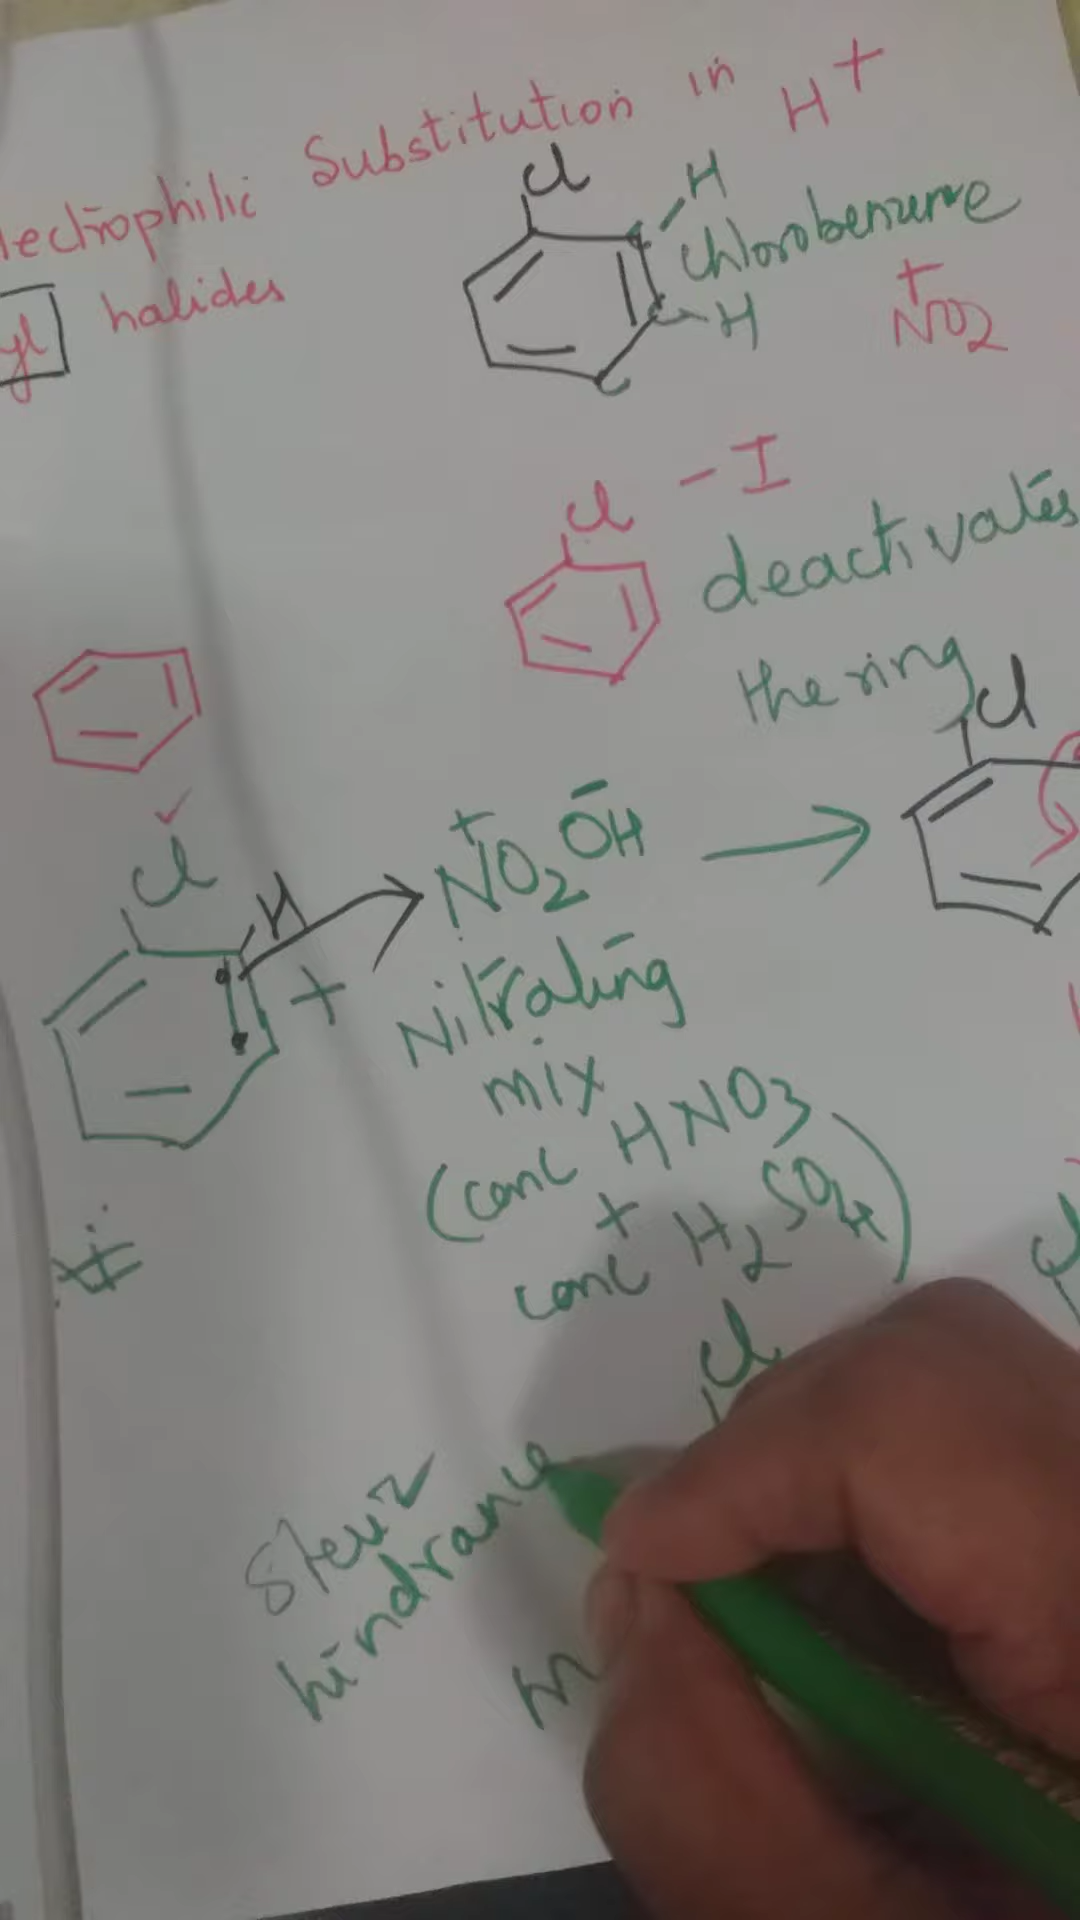 lectrophilic Substitution in H+
yl halides
Cl
H
chlorobenzene
H
+
NO2
C
Cl - I
deactivates
the ring
Cl
Cl
H
+
+
NO2 ŌH
Nitrating
mix
(conc HNO3
+
conc H2SO4)
Cl
Steric
hindrance
m